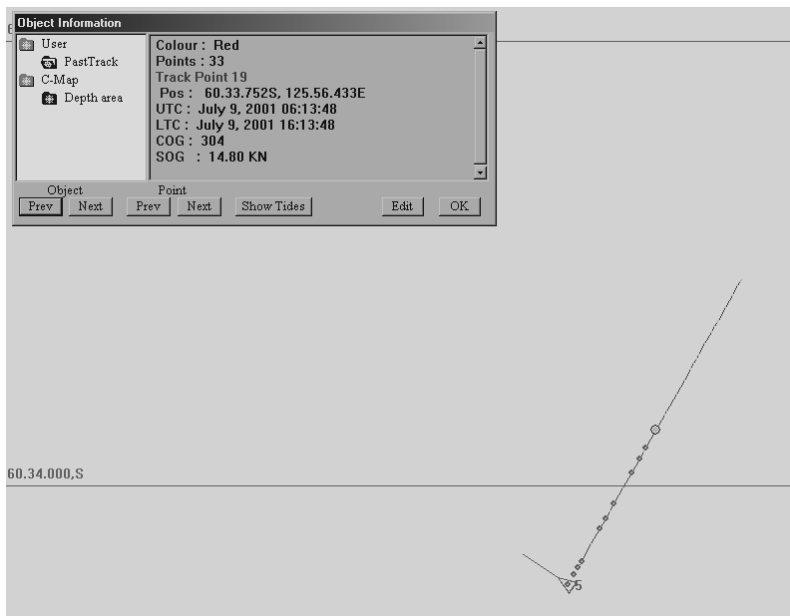 Object Information
User
PastTrack
C-Map
Depth area
Colour : Red
Points : 33
Track Point 19
Pos : 60.33.752S, 125.56.433E
UTC : July 9, 2001 06:13:48
LTC : July 9, 2001 16:13:48
COG : 304
SOG : 14.80 KN
Object Point
Prev Next Prev Next Show Tides Edit OK
60.34.000,S
5